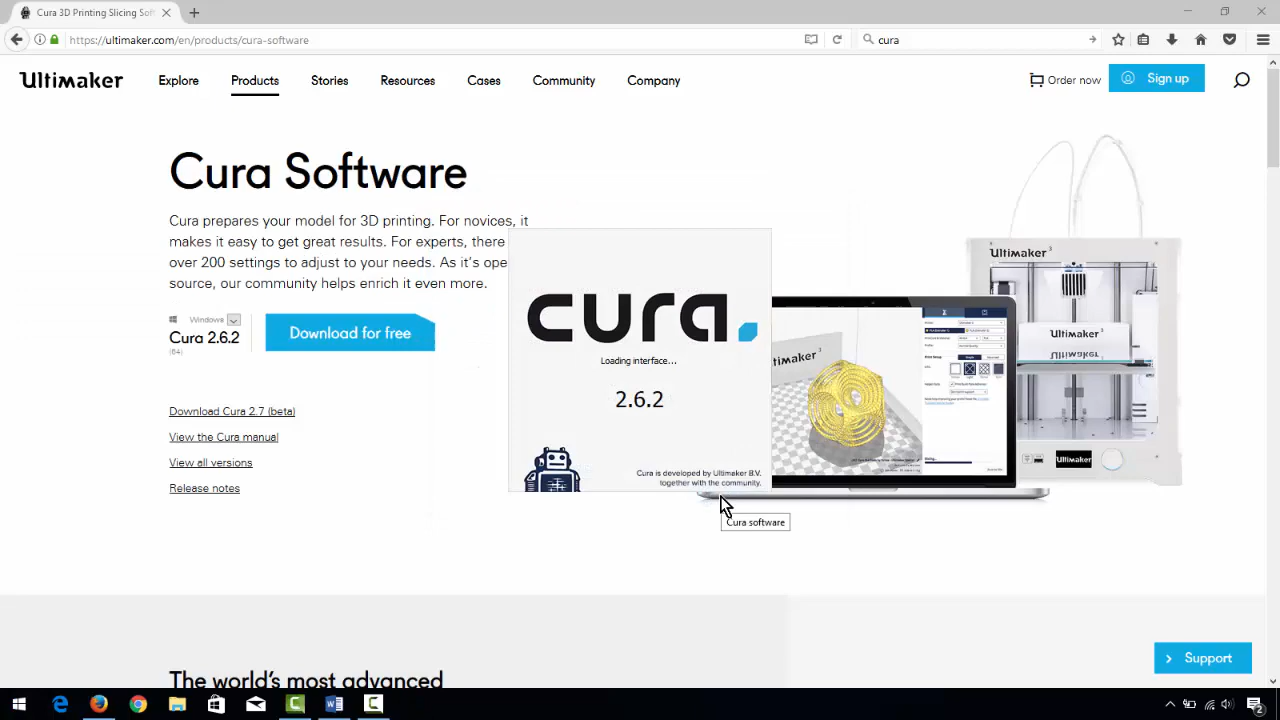 Cura 3D Printing Slicing Soft
https://ultimaker.com/en/products/cura-software
cura
Ultimaker
Explore
Products
Stories
Resources
Cases
Community
Company
Order now
Sign up
Cura Software
Cura prepares your model for 3D printing. For novices, it
makes it easy to get great results. For experts, there
over 200 settings to adjust to your needs. As it's ope
source, our community helps enrich it even more.
Windows
Cura 2.6.2
(64)
Download for free
Download Cura 2.7 (beta)
View the Cura manual
View all versions
Release notes
cura.
Loading interface...
2.6.2
Cura is developed by Ultimaker B.V.
together with the community.
Cura software
Ultimaker 3
Ultimaker
Ultimaker
The world's most advanced
Support
2